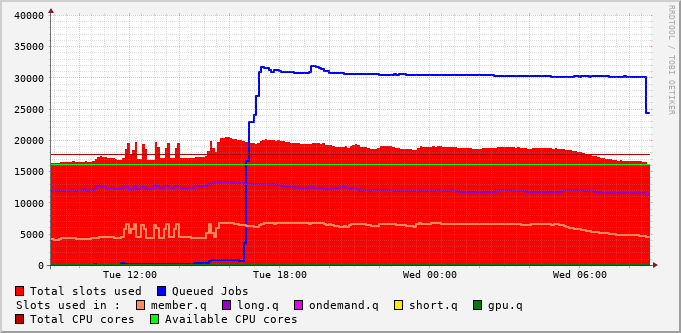 40000
35000
30000
25000
20000
15000
10000
5000
0
Tue 12:00 Tue 18:00 Wed 00:00 Wed 06:00
RRDTOOL / TOBI OETIKER
Total slots used Queued Jobs
Slots used in : member.q long.q ondemand.q short.q gpu.q
Total CPU cores Available CPU cores